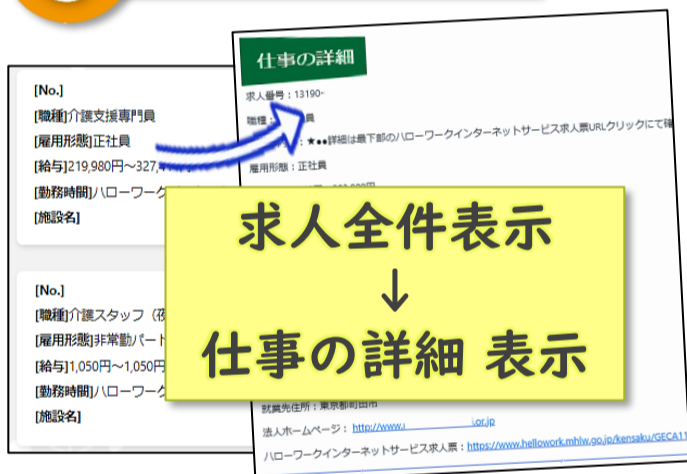 [No.]
[職種]介護支援専門員
[雇用形態]正社員
[給与]219,980円～327,4
[勤務時間]ハローワーク
[施設名]
[No.]
[職種]介護スタッフ（夜
[雇用形態]非常勤パート
[給与]1,050円～1,050円
[勤務時間]ハローワーク
[施設名]
仕事の詳細
求人番号：13190-
職種： 員
：★●●詳細は最下部のハローワークインターネットサービス求人票URLクリックにて確
雇用形態：正社員
求人全件表示
↓
仕事の詳細 表示
就業先住所：東京都町田市
法人ホームページ： http://www. .or.jp
ハローワークインターネットサービス求人票：https://www.hellowork.mhlw.go.jp/kensaku/GECA11